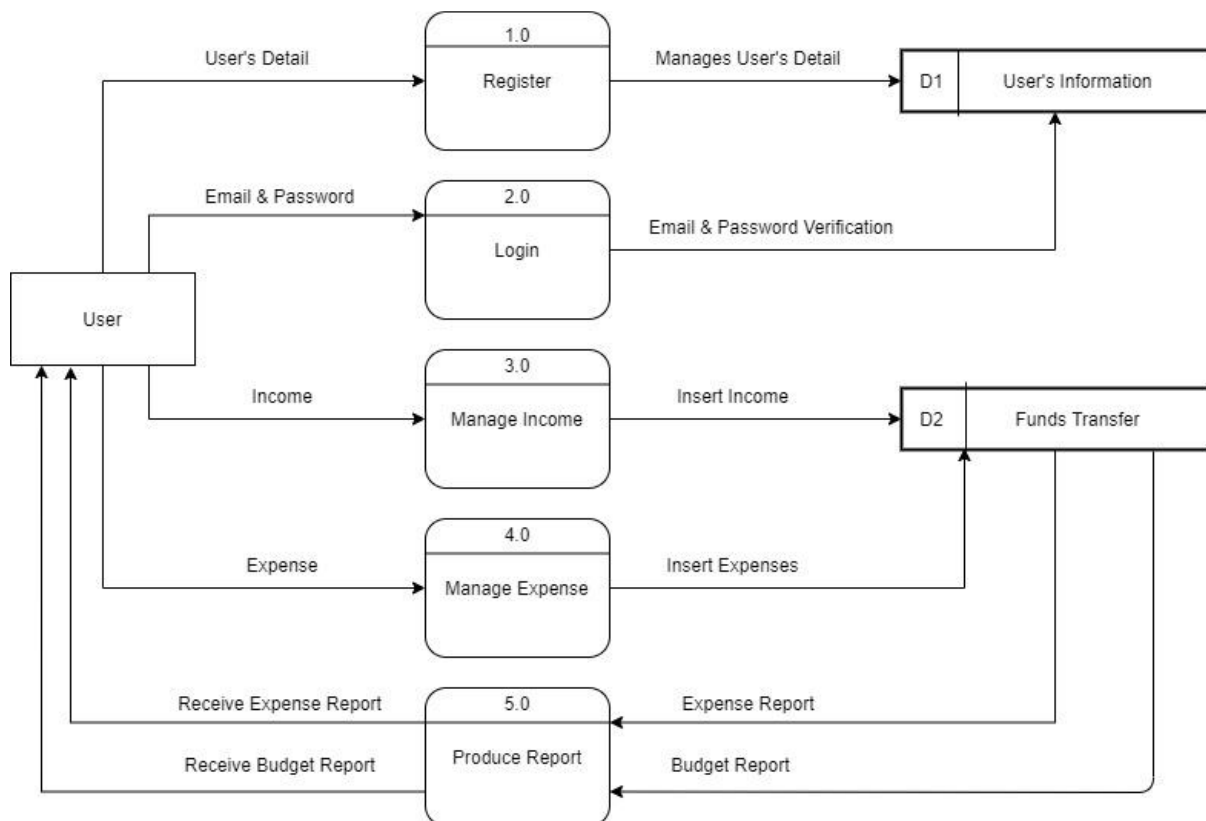 1.0
User's Detail
Register
Manages User's Detail
D1
User's Information
2.0
Email & Password
Login
Email & Password Verification
User
3.0
Income
Manage Income
Insert Income
D2
Funds Transfer
4.0
Expense
Manage Expense
Insert Expenses
5.0
Receive Expense Report
Expense Report
Produce Report
Receive Budget Report
Budget Report